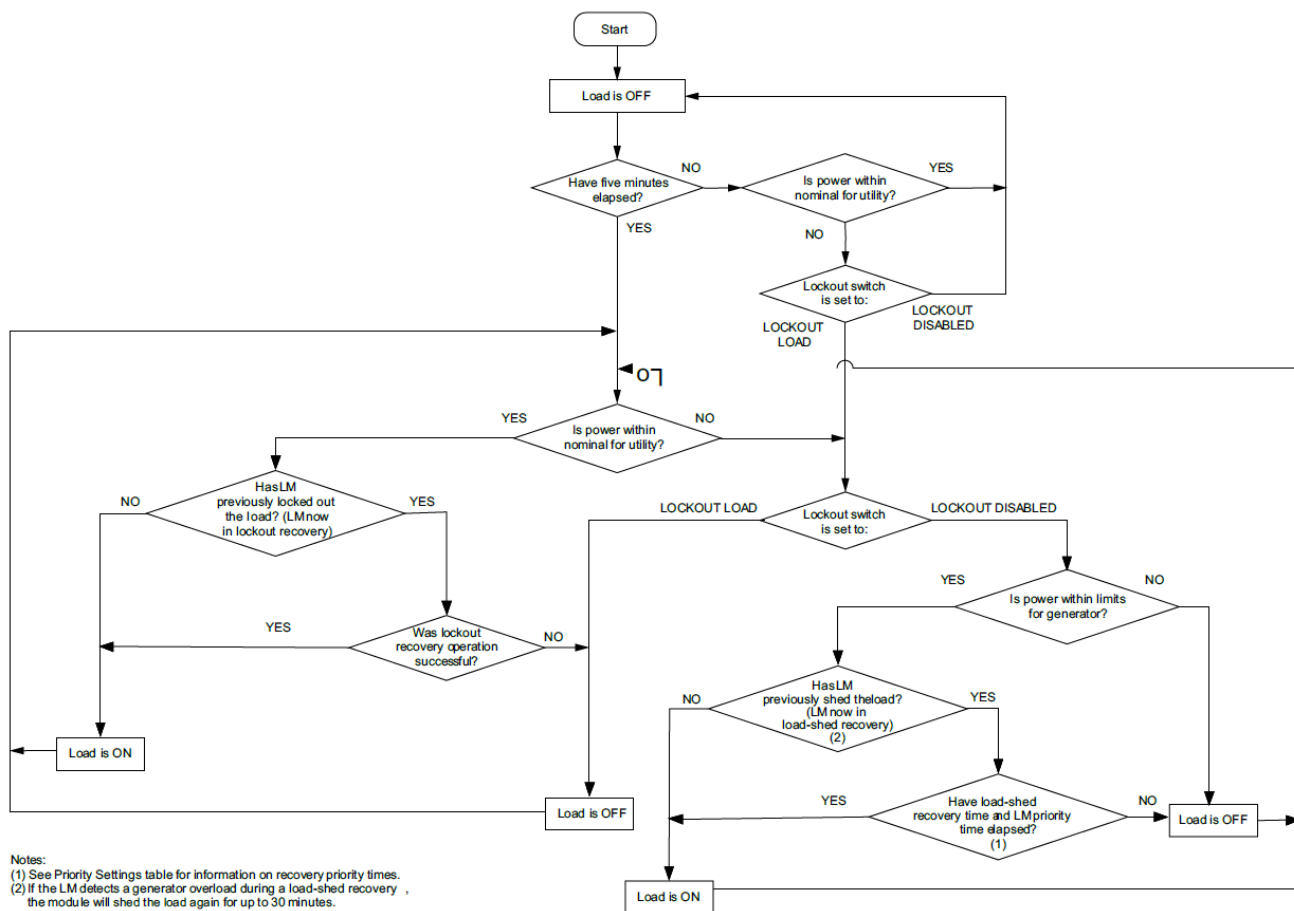 Start
Load is OFF
Have five minutes
elapsed?
NO
YES
Is power within
nominal for utility?
YES
NO
Lockout switch
is set to:
LOCKOUT
DISABLED
LOCKOUT
LOAD
Lo
YES
Is power within
nominal for utility?
NO
NO
HasLM
previously locked out
the load? (LMnow
in lockout recovery)
YES
LOCKOUT LOAD
Lockout switch
is set to:
LOCKOUT DISABLED
YES
Is power within limits
for generator?
NO
YES
Was lockout
recovery operation
successful?
NO
NO
HasLM
previously shed theload?
(LMnow in
load-shed recovery)
(2)
YES
Load is ON
Load is OFF
YES
Have load-shed
recovery time and LMpriority
time elapsed?
(1)
NO
Load is OFF
Load is ON
Notes:
(1) See Priority Settings table for information on recovery priority times.
(2) If the LM detects a generator overload during a load-shed recovery ,
the module will shed the load again for up to 30 minutes.